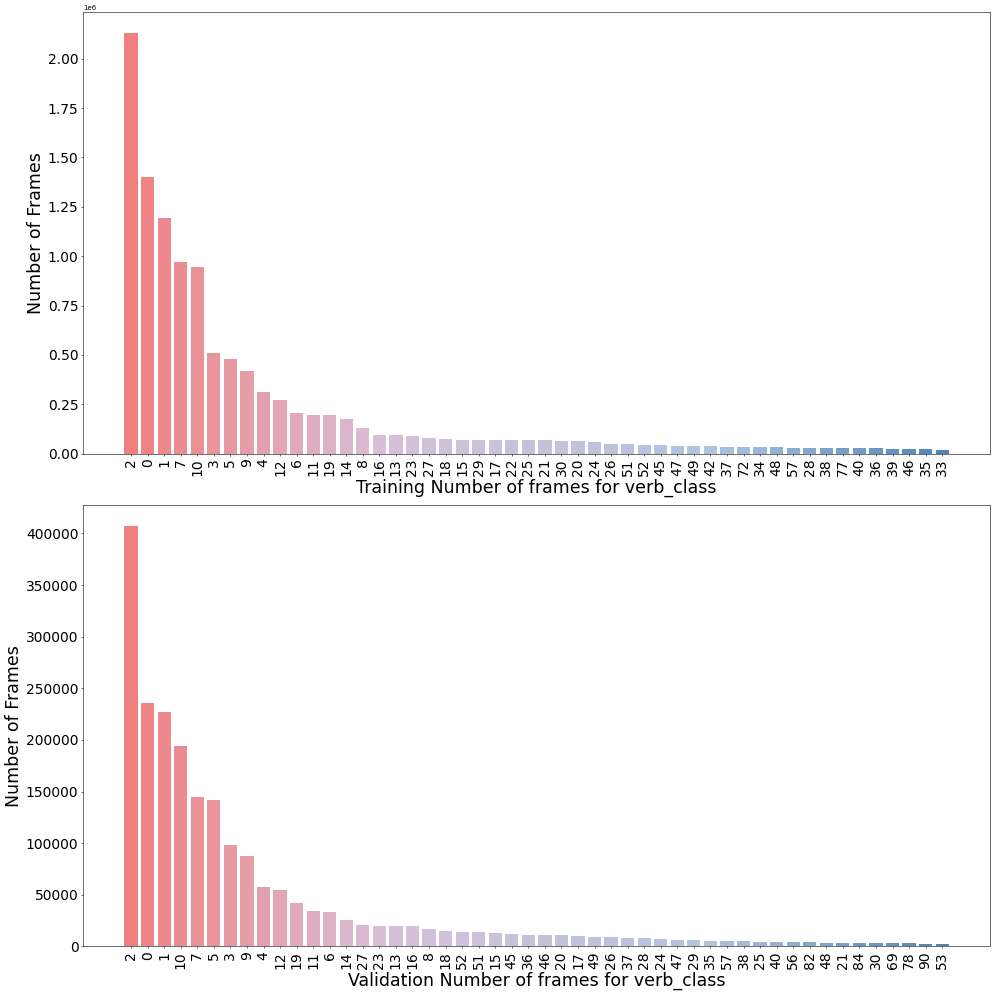 1e6
2.00
1.75
1.50
1.25
1.00
0.75
0.50
0.25
0.00
Number of Frames
2 0 1 7 10 3 5 9 4 12 6 11 19 14 8 16 13 23 27 18 15 29 17 22 25 21 30 20 24 26 51 52 45 47 49 42 37 72 34 48 57 28 38 77 40 36 39 46 35 33
Training Number of frames for verb_class
400000
350000
300000
250000
200000
150000
100000
50000
0
Number of Frames
2 0 1 10 7 5 3 9 4 12 19 11 6 14 27 23 13 16 8 18 52 51 15 45 36 46 20 17 49 26 37 28 24 47 29 35 57 38 25 40 56 82 48 21 84 30 69 78 90 53
Validation Number of frames for verb_class